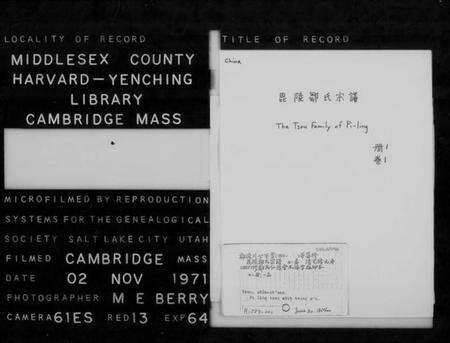 LOCALITY OF RECORD
MIDDLESEX COUNTY
HARVARD-YENCHING
LIBRARY
CAMBRIDGE MASS
MICROFILMED BY REPRODUCTION
SYSTEMS FOR THE GENEALOGICAL
SOCIETY SALT LAKE CITY UTAH
FILMED CAMBRIDGE MASS
DATE 02 NOV 1971
PHOTOGRAPHER M E BERRY
CAMERA 61ES RED 13 EXP 64
TITLE OF RECORD
China
毘陵鄒氏宗譜
The Tsou Family of Pi-ling
冊1
卷1